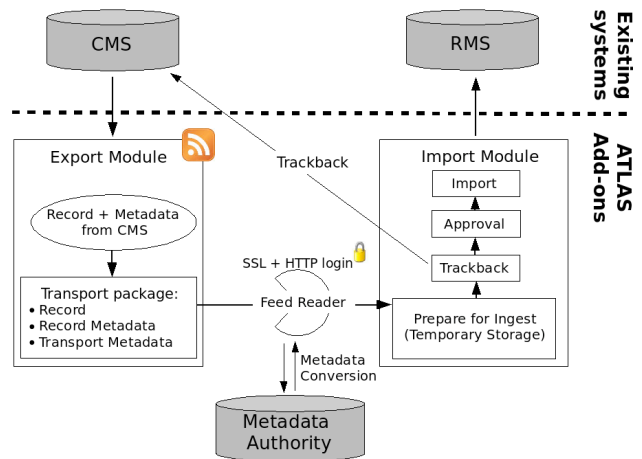 CMS
RMS
Existing
systems
ATLAS
Add-ons
Export Module
Record + Metadata
from CMS
Transport package:
• Record
• Record Metadata
• Transport Metadata
Trackback
SSL + HTTP login
Feed Reader
Metadata
Conversion
Metadata
Authority
Import Module
Import
Approval
Trackback
Prepare for Ingest
(Temporary Storage)